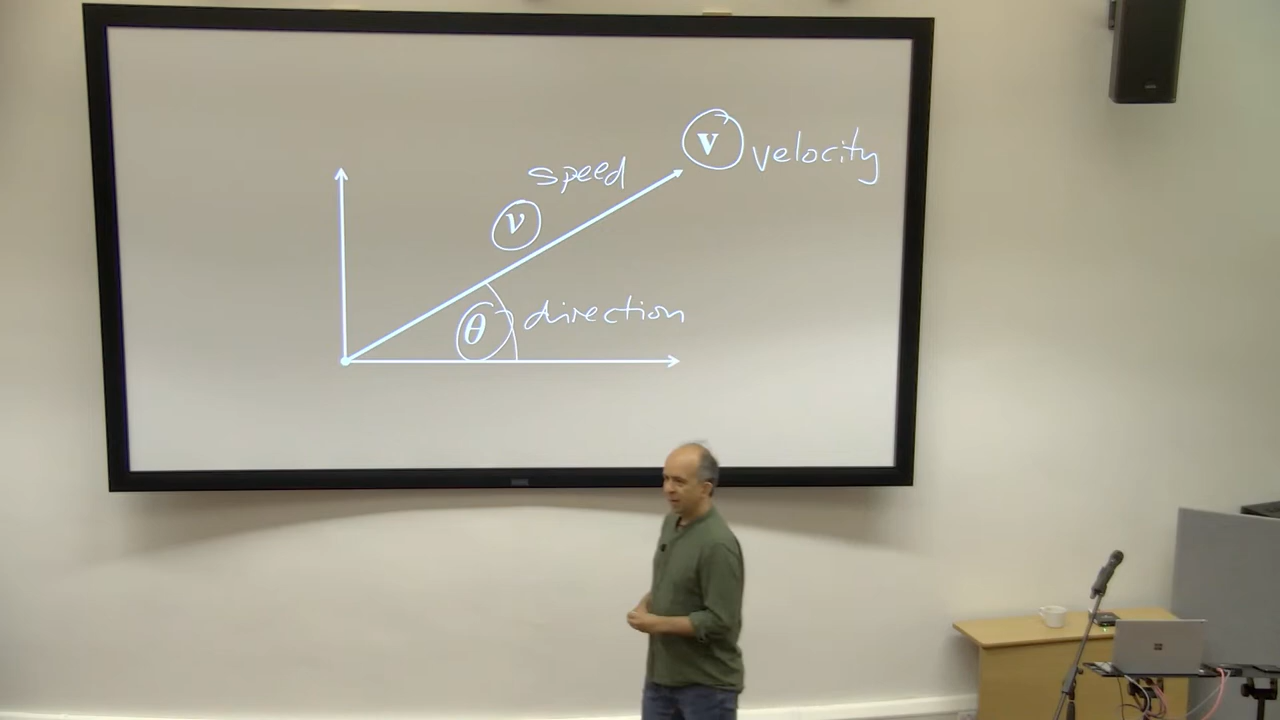 v velocity
speed
v
θ direction